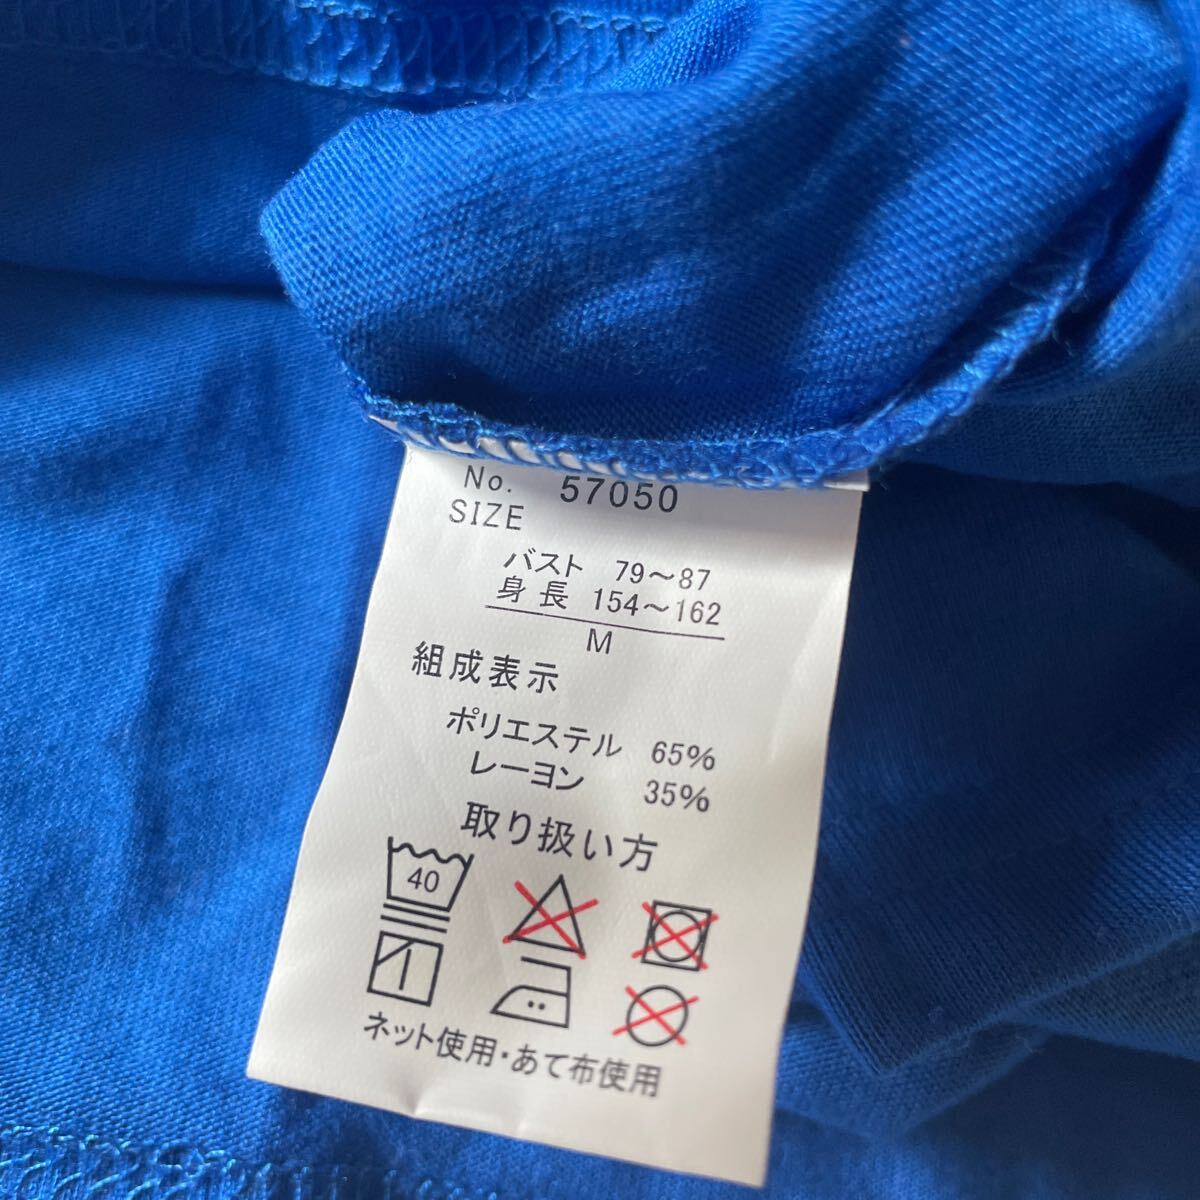 No. 57050
SIZE
バスト 79～87
身長 154～162
M
組成表示
ポリエステル 65%
レーヨン 35%
取り扱い方
40
ネット使用・あて布使用